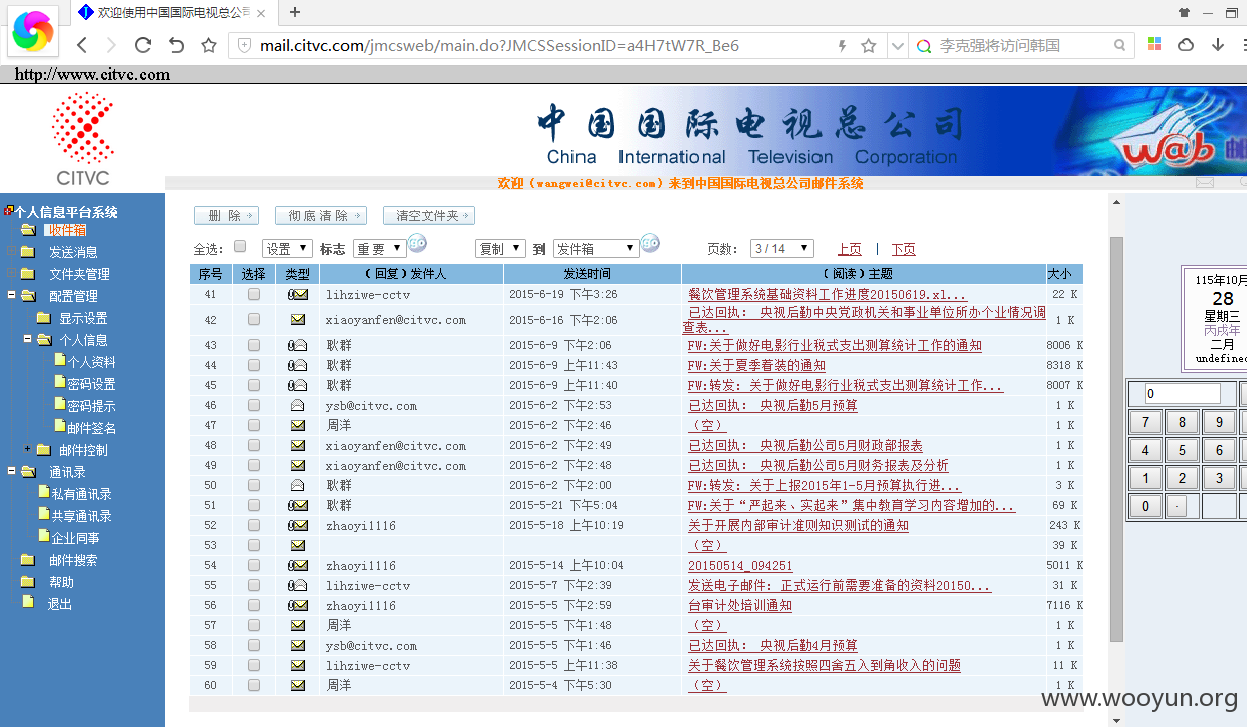 欢迎使用中国国际电视总公司
mail.citvc.com/jmcsweb/main.do?JMCSSessionID=a4H7tW7R_Be6
李克强将访问韩国
http://www.citvc.com
CITVC
中国国际电视总公司
China International Television Corporation
欢迎（wangwei@citvc.com）来到中国国际电视总公司邮件系统
个人信息平台系统
收件箱
发送消息
文件夹管理
配置管理
显示设置
个人信息
个人资料
密码设置
密码提示
邮件签名
邮件控制
通讯录
私有通讯录
共享通讯录
企业同事
邮件搜索
帮助
退出
删 除 彻底清除 清空文件夹
全选: 设置 标志 重要 go 复制 到 发件箱 go 页数: 3/14 上页 | 下页
序号 选择 类型 （回复）发件人 发送时间 （阅读）主题 大小
41 lihziwe-cctv 2015-6-19 下午3:26 餐饮管理系统基础资料工作进度20150619.xl... 22 K
42 xiaoyanfen@citvc.com 2015-6-16 下午2:06 已达回执: 央视后勤中央党政机关和事业单位所办个业情况调
查表... 1 K
43 耿群 2015-6-9 下午2:06 FW:关于做好电影行业税式支出测算统计工作的通知 8006 K
44 耿群 2015-6-9 上午11:43 FW:关于夏季着装的通知 8318 K
45 耿群 2015-6-9 上午11:40 FW:转发: 关于做好电影行业税式支出测算统计工作... 8007 K
46 ysb@citvc.com 2015-6-2 下午2:53 已达回执: 央视后勤5月预算 1 K
47 周洋 2015-6-2 下午2:46 （空） 1 K
48 xiaoyanfen@citvc.com 2015-6-2 下午2:49 已达回执: 央视后勤公司5月财政部报表 1 K
49 xiaoyanfen@citvc.com 2015-6-2 下午2:48 已达回执: 央视后勤公司5月财务报表及分析 1 K
50 耿群 2015-6-2 下午2:00 FW:转发: 关于上报2015年1-5月预算执行进... 3 K
51 耿群 2015-5-21 下午5:04 FW:关于“严起来、实起来”集中教育学习内容增加的... 69 K
52 zhaoyi1116 2015-5-18 上午10:19 关于开展内部审计准则知识测试的通知 243 K
53 （空） 39 K
54 zhaoyi1116 2015-5-14 上午10:04 20150514_094251 5011 K
55 lihziwe-cctv 2015-5-7 下午2:39 发送电子邮件: 正式运行前需要准备的资料20150... 31 K
56 zhaoyi1116 2015-5-5 下午2:59 台审计处培训通知 7116 K
57 周洋 2015-5-5 下午1:48 （空） 1 K
58 ysb@citvc.com 2015-5-5 下午1:46 已达回执: 央视后勤4月预算 1 K
59 lihziwe-cctv 2015-5-5 上午11:38 关于餐饮管理系统按照四舍五入到角收入的问题 11 K
60 周洋 2015-5-4 下午5:30 （空） 1 K
115年10月
28
星期三
丙戌年
二月
undefined
0
7 8 9
4 5 6
1 2 3
0 .
www.wooyun.org